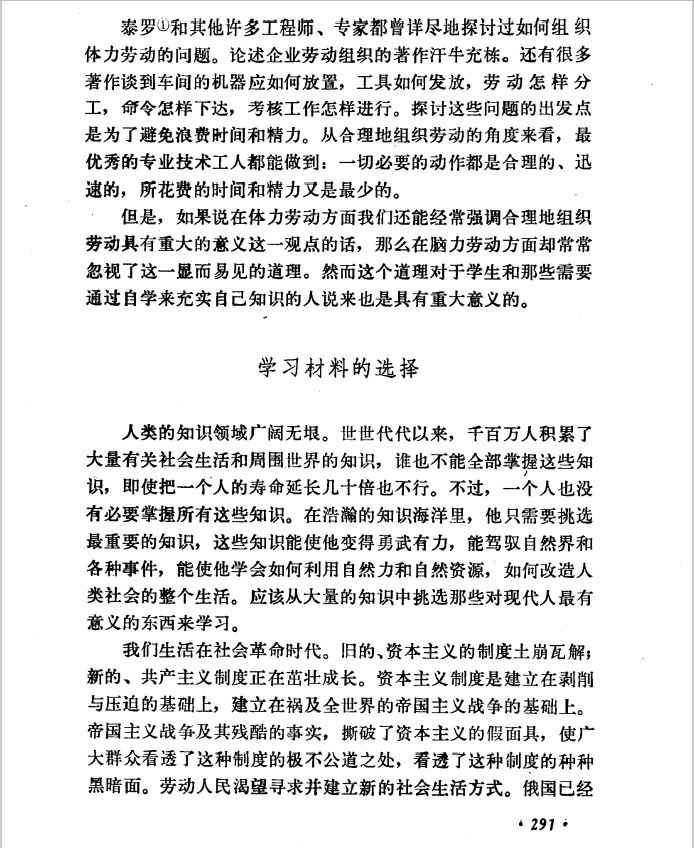 泰罗①和其他许多工程师、专家都曾详尽地探讨过如何组织
体力劳动的问题。论述企业劳动组织的著作汗牛充栋。还有很多
著作谈到车间的机器应如何放置，工具如何发放，劳动怎样分
工，命令怎样下达，考核工作怎样进行。探讨这些问题的出发点
是为了避免浪费时间和精力。从合理地组织劳动的角度来看，最
优秀的专业技术工人都能做到：一切必要的动作都是合理的、迅
速的，所花费的时间和精力又是最少的。
但是，如果说在体力劳动方面我们还能经常强调合理地组织
劳动具有重大的意义这一观点的话，那么在脑力劳动方面却常常
忽视了这一显而易见的道理。然而这个道理对于学生和那些需要
通过自学来充实自己知识的人说来也是具有重大意义的。
学习材料的选择
人类的知识领域广阔无垠。世世代代以来，千百万人积累了
大量有关社会生活和周围世界的知识，谁也不能全部掌握这些知
识，即使把一个人的寿命延长几十倍也不行。不过，一个人也没
有必要掌握所有这些知识。在浩瀚的知识海洋里，他只需要挑选
最重要的知识，这些知识能使他变得勇武有力，能驾驭自然界和
各种事件，能使他学会如何利用自然力和自然资源，如何改造人
类社会的整个生活。应该从大量的知识中挑选那些对现代人最有
意义的东西来学习。
我们生活在社会革命时代。旧的、资本主义的制度土崩瓦解；
新的、共产主义制度正在茁壮成长。资本主义制度是建立在剥削
与压迫的基础上，建立在祸及全世界的帝国主义战争的基础上。
帝国主义战争及其残酷的事实，撕破了资本主义的假面具，使广
大群众看透了这种制度的极不公道之处，看透了这种制度的种种
黑暗面。劳动人民渴望寻求并建立新的社会生活方式。俄国已经
·291·